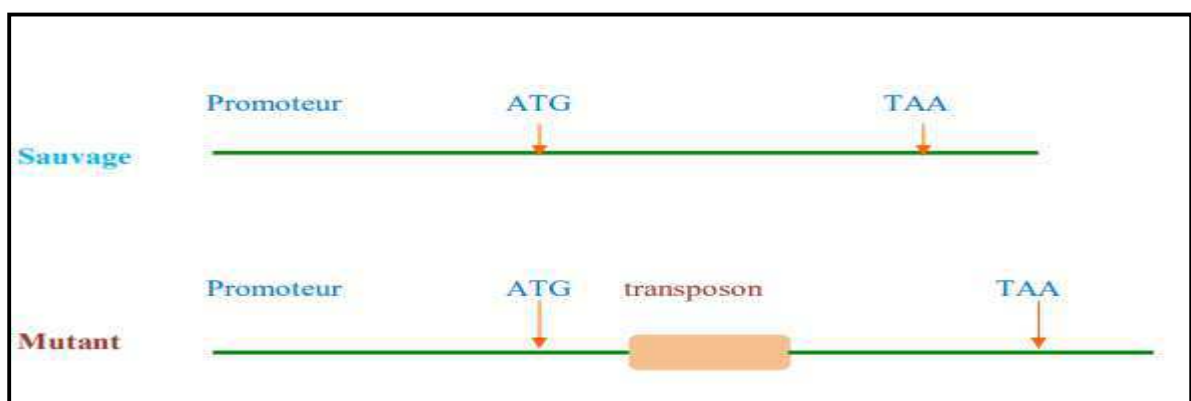 Promoteur ATG TAA
Sauvage
Promoteur ATG transposon TAA
Mutant